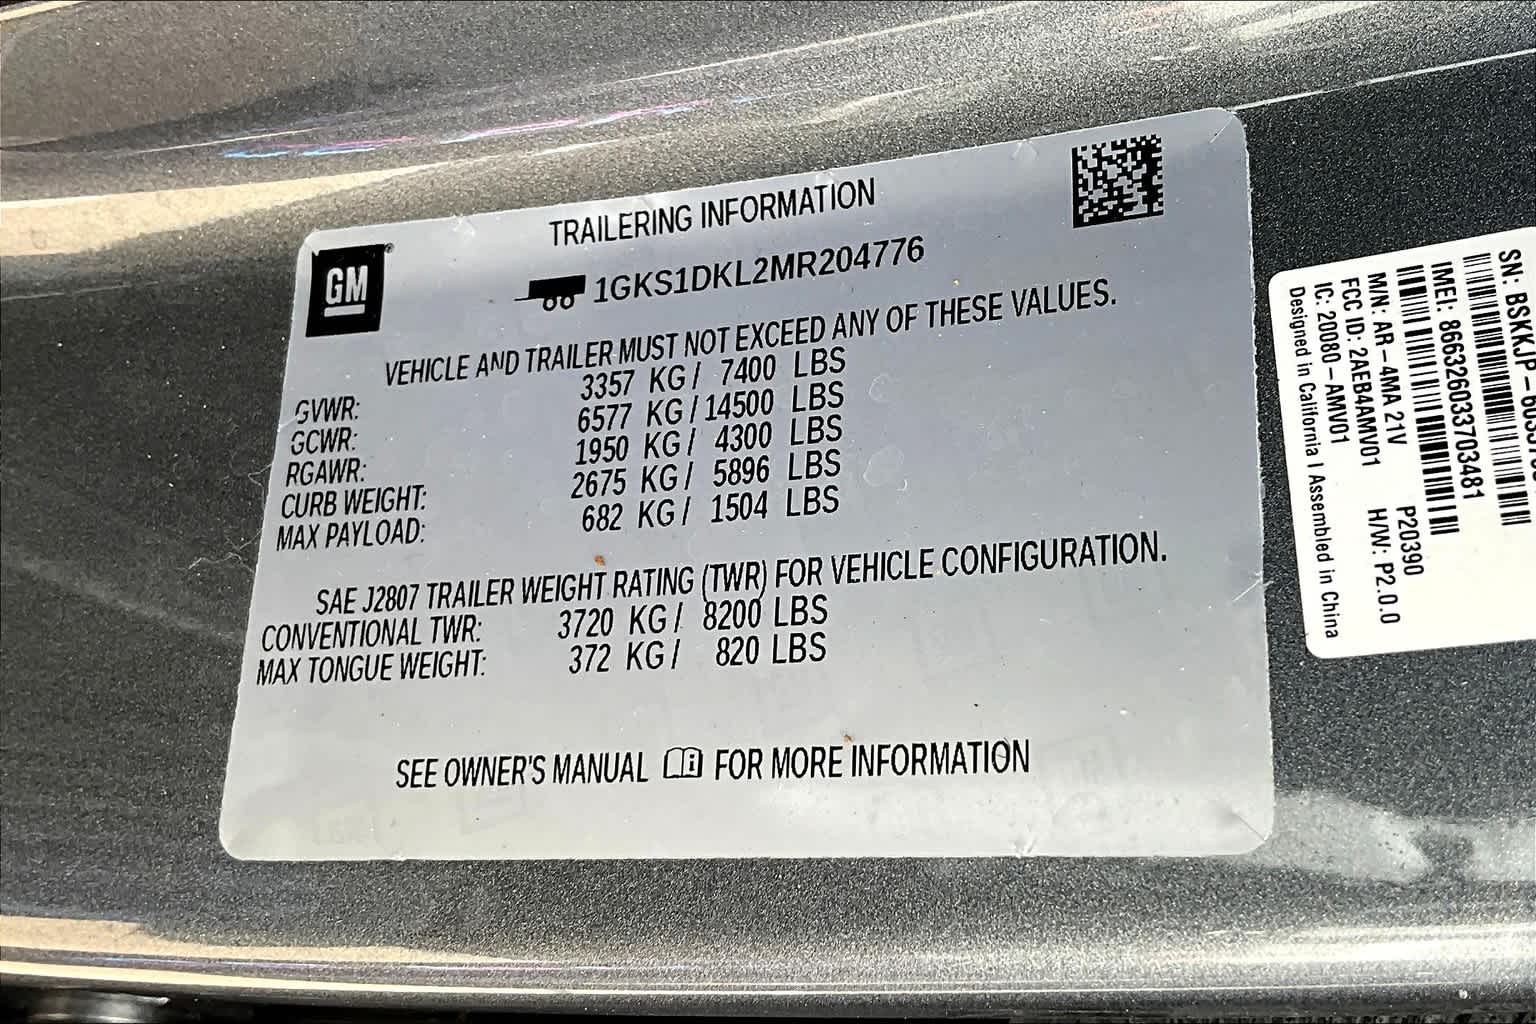 TRAILERING INFORMATION
GM
1GKS1DKL2MR204776
VEHICLE AND TRAILER MUST NOT EXCEED ANY OF THESE VALUES.
GVWR: 3357 KG / 7400 LBS
GCWR: 6577 KG / 14500 LBS
RGAWR: 1950 KG / 4300 LBS
CURB WEIGHT: 2675 KG / 5896 LBS
MAX PAYLOAD: 682 KG / 1504 LBS
SAE J2807 TRAILER WEIGHT RATING (TWR) FOR VEHICLE CONFIGURATION.
CONVENTIONAL TWR: 3720 KG / 8200 LBS
MAX TONGUE WEIGHT: 372 KG / 820 LBS
SEE OWNER'S MANUAL FOR MORE INFORMATION
SN: BSKKJP-
IMEI: 866326033703481
M/N: AR-4MA 21V P20390
FCC ID: 2AEB4AMV01 H/W: P2.0.0
IC: 20080-AMV01
Designed in California | Assembled in China